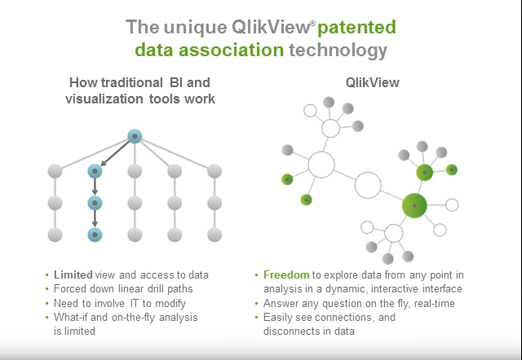 The unique QlikView® patented
data association technology
How traditional BI and
visualization tools work
QlikView
• Limited view and access to data
• Forced down linear drill paths
• Need to involve IT to modify
• What-if and on-the-fly analysis
is limited
• Freedom to explore data from any point in
analysis in a dynamic, interactive interface
• Answer any question on the fly, real-time
• Easily see connections, and
disconnects in data